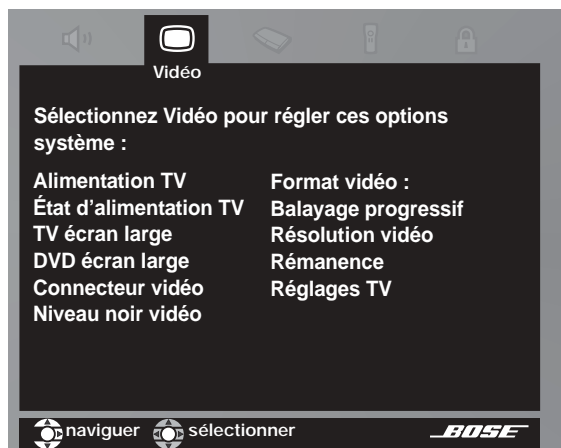 Vidéo
Sélectionnez Vidéo pour régler ces options
système :
Alimentation TV
État d'alimentation TV
TV écran large
DVD écran large
Connecteur vidéo
Niveau noir vidéo
Format vidéo :
Balayage progressif
Résolution vidéo
Rémanence
Réglages TV
naviguer sélectionner BOSE